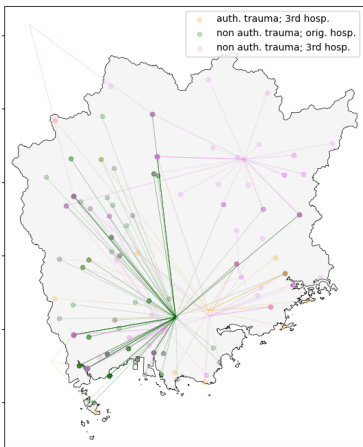 auth. trauma; 3rd hosp.
non auth. trauma; orig. hosp.
non auth. trauma; 3rd hosp.